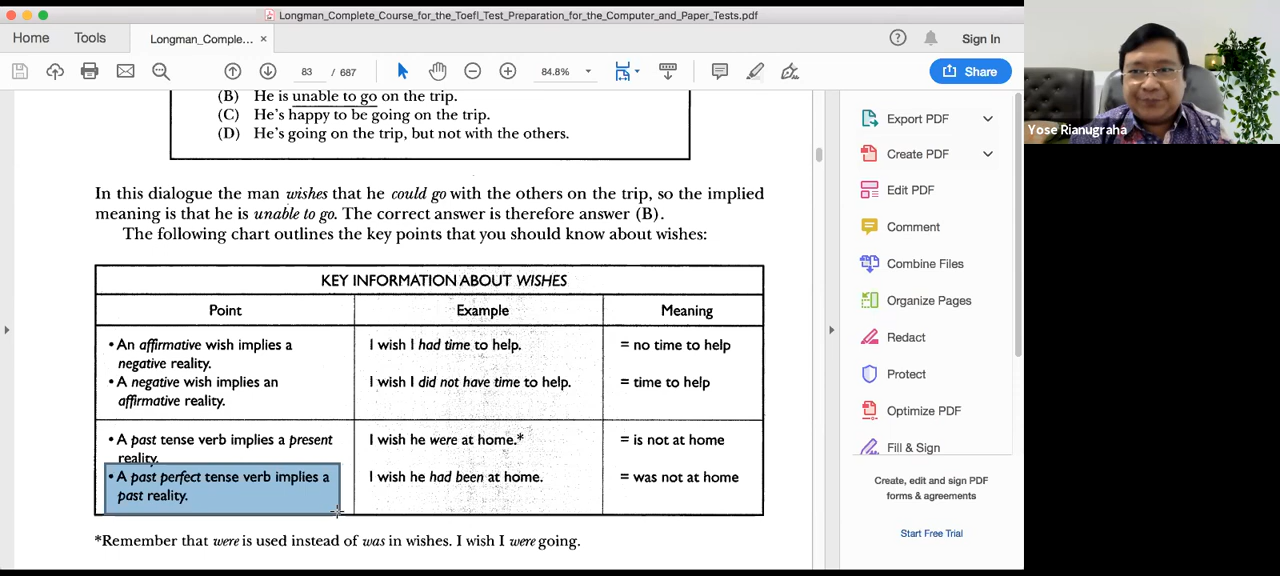 Longman_Complete_Course_for_the_Toefl_Test_Preparation_for_the_Computer_and_Paper_Tests.pdf
Home Tools Longman_Comple... × Sign In
83 / 687 84.8% Share
(B) He is unable to go on the trip.
(C) He's happy to be going on the trip.
(D) He's going on the trip, but not with the others.
In this dialogue the man wishes that he could go with the others on the trip, so the implied
meaning is that he is unable to go. The correct answer is therefore answer (B).
The following chart outlines the key points that you should know about wishes:
KEY INFORMATION ABOUT WISHES
Point Example Meaning
• An affirmative wish implies a I wish I had time to help. = no time to help
negative reality.
• A negative wish implies an I wish I did not have time to help. = time to help
affirmative reality.
• A past tense verb implies a present I wish he were at home.* = is not at home
reality.
• A past perfect tense verb implies a I wish he had been at home. = was not at home
past reality.
*Remember that were is used instead of was in wishes. I wish I were going.
Export PDF
Create PDF
Edit PDF
Comment
Combine Files
Organize Pages
Redact
Protect
Optimize PDF
Fill & Sign
Create, edit and sign PDF
forms & agreements
Start Free Trial
Yose Rianugraha